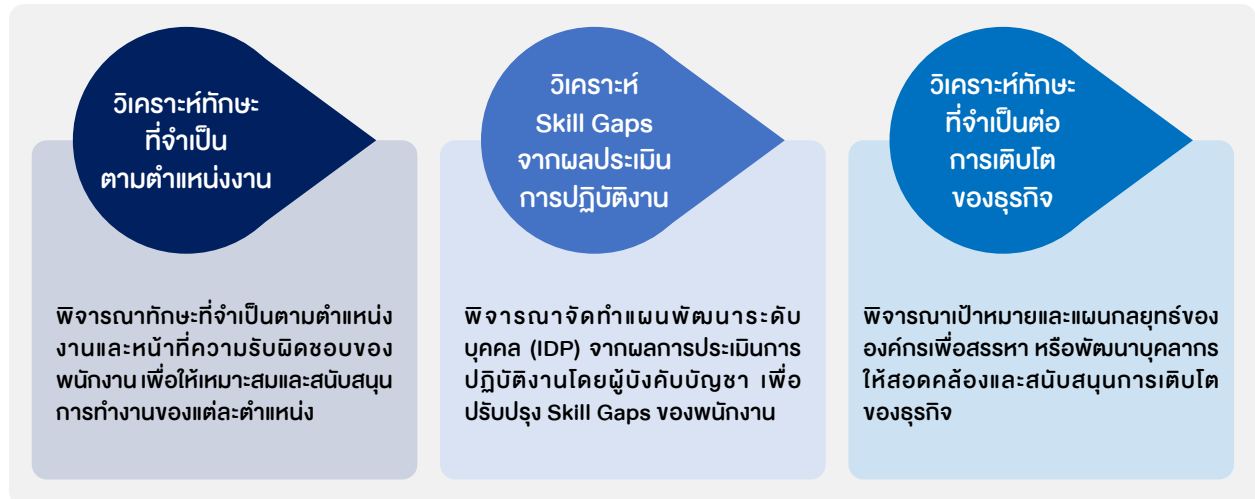 วิเคราะห์ทักษะ
ที่จำเป็น
ตามตำแหน่งงาน
พิจารณาทักษะที่จำเป็นตามตำแหน่ง
งานและหน้าที่ความรับผิดชอบของ
พนักงาน เพื่อให้เหมาะสมและสนับสนุน
การทำงานของแต่ละตำแหน่ง
วิเคราะห์
Skill Gaps
จากผลประเมิน
การปฏิบัติงาน
พิจารณาจัดทำแผนพัฒนาระดับ
บุคคล (IDP) จากผลการประเมินการ
ปฏิบัติงานโดยผู้บังคับบัญชา เพื่อ
ปรับปรุง Skill Gaps ของพนักงาน
วิเคราะห์ทักษะ
ที่จำเป็นต่อ
การเติบโต
ของธุรกิจ
พิจารณาเป้าหมายและแผนกลยุทธ์ของ
องค์กรเพื่อสรรหา หรือพัฒนาบุคลากร
ให้สอดคล้องและสนับสนุนการเติบโต
ของธุรกิจ